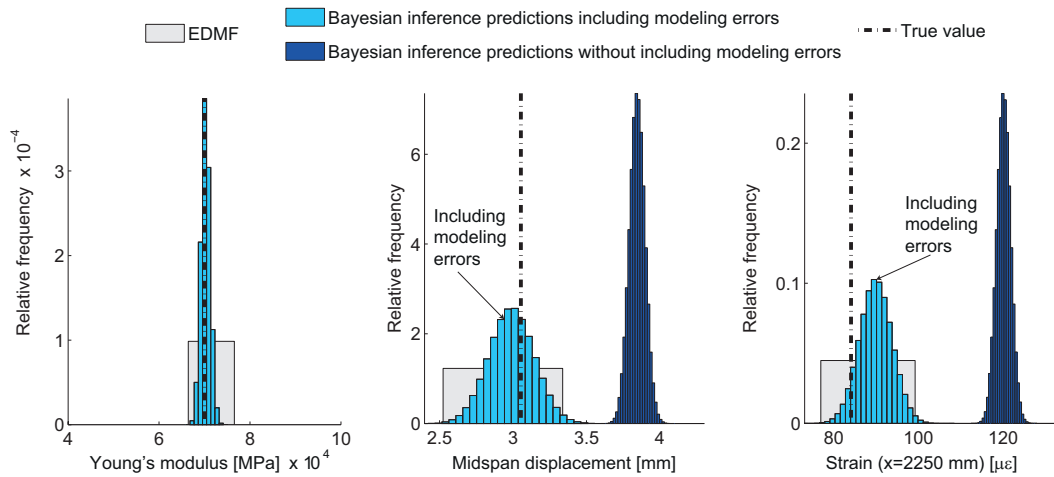 EDMF
Bayesian inference predictions including modeling errors
Bayesian inference predictions without including modeling errors
True value
Relative frequency x 10⁻⁴
3
2
1
0
4
6
8
10
Young's modulus [MPa] x 10⁴
Relative frequency
6
4
2
0
Including
modeling
errors
2.5
3
3.5
4
Midspan displacement [mm]
Relative frequency
0.2
0.1
0
Including
modeling
errors
80
100
120
Strain (x=2250 mm) [με]